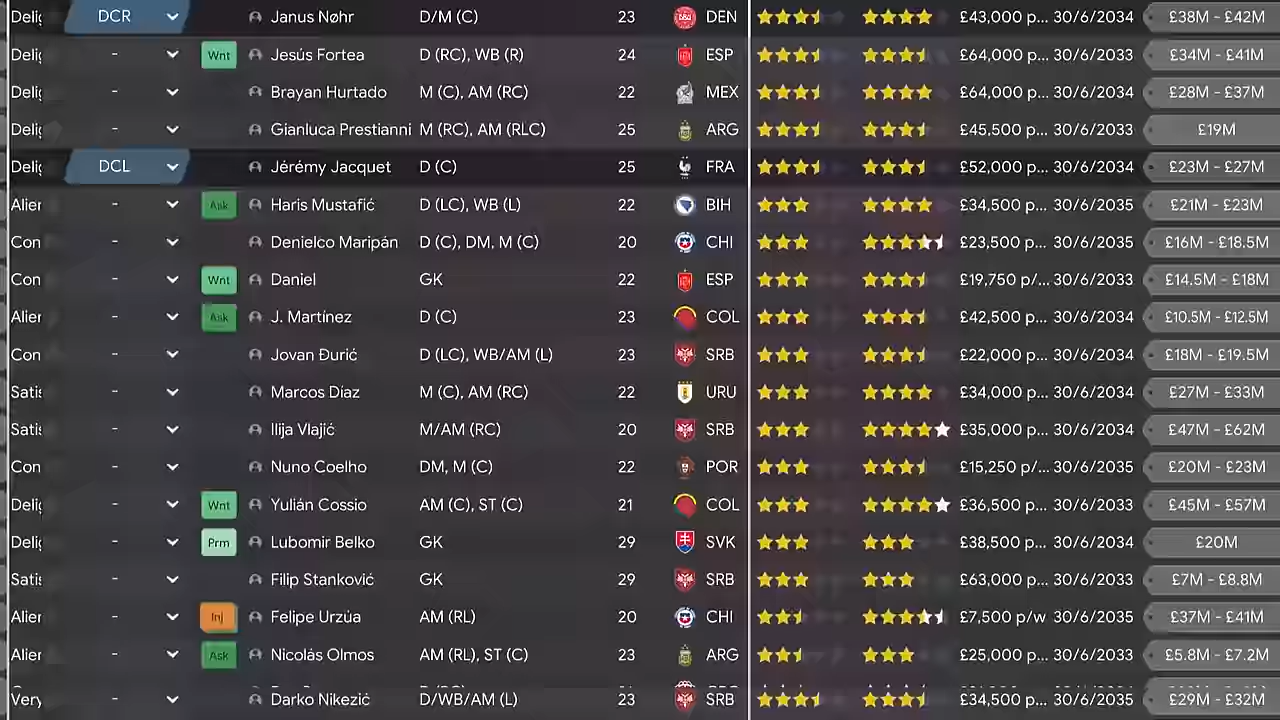 Delig DCR Janus Nøhr D/M (C) 23 DEN £43,000 p... 30/6/2034 £38M - £42M
Delig - Wnt Jesús Fortea D (RC), WB (R) 24 ESP £64,000 p... 30/6/2034 £34M - £41M
Delig - Brayan Hurtado M (C), AM (RC) 22 MEX £64,000 p... 30/6/2034 £28M - £37M
Delig - Gianluca Prestianni M (RC), AM (RLC) 25 ARG £45,500 p... 30/6/2033 £19M
Delig DCL Jérémy Jacquet D (C) 25 FRA £52,000 p... 30/6/2034 £23M - £27M
Alier - Ask Haris Mustafić D (LC), WB (L) 22 BIH £34,500 p... 30/6/2035 £21M - £23M
Con - Denielco Maripán D (C), DM, M (C) 20 CHI £23,500 p... 30/6/2035 £16M - £18.5M
Con - Wnt Daniel GK 22 ESP £19,750 p/... 30/6/2033 £14.5M - £18M
Alier - Ask J. Martínez D (C) 23 COL £42,500 p... 30/6/2034 £10.5M - £12.5M
Con - Jovan Đurić D (LC), WB/AM (L) 23 SRB £22,000 p... 30/6/2034 £18M - £19.5M
Satis - Marcos Díaz M (C), AM (RC) 22 URU £34,000 p... 30/6/2034 £27M - £33M
Satis - Ilija Vlajić M/AM (RC) 20 SRB £35,000 p... 30/6/2034 £47M - £62M
Con - Nuno Coelho DM, M (C) 22 POR £15,250 p/... 30/6/2035 £20M - £23M
Delig - Wnt Yulián Cossio AM (C), ST (C) 21 COL £36,500 p... 30/6/2033 £45M - £57M
Delig - Prm Lubomir Belko GK 29 SVK £38,500 p... 30/6/2034 £20M
Satis - Filip Stanković GK 29 SRB £63,000 p... 30/6/2033 £7M - £8.8M
Alier - Inj Felipe Urzúa AM (RL) 20 CHI £7,500 p/w 30/6/2035 £37M - £41M
Alier - Ask Nicolás Olmos AM (RL), ST (C) 23 ARG £25,000 p... 30/6/2033 £5.8M - £7.2M
Very - Darko Nikezić D/WB/AM (L) 23 SRB £34,500 p... 30/6/2035 £29M - £32M